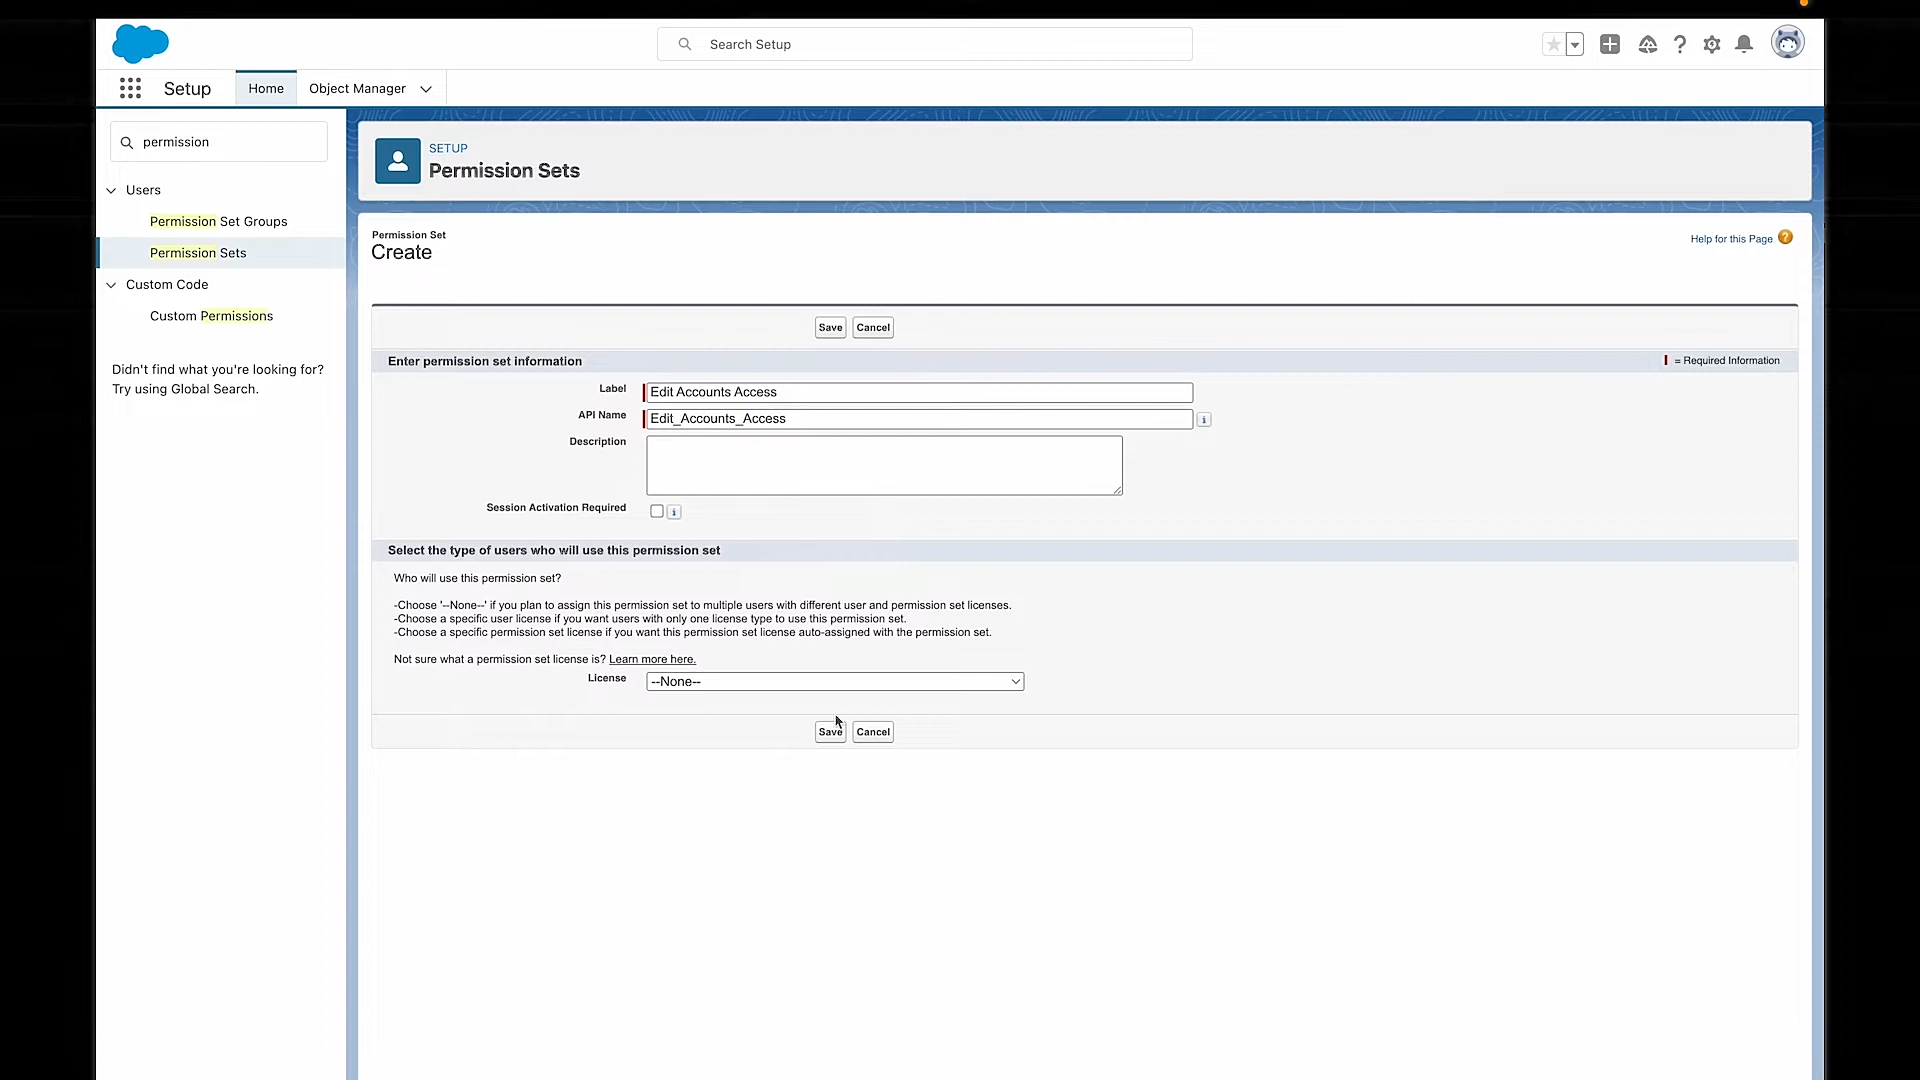 Search Setup
Setup
Home
Object Manager
permission
Users
Permission Set Groups
Permission Sets
Custom Code
Custom Permissions
Didn't find what you're looking for?
Try using Global Search.
SETUP
Permission Sets
Permission Set
Create
Help for this Page
Save Cancel
Enter permission set information
= Required Information
Label Edit Accounts Access
API Name Edit_Accounts_Access
Description
Session Activation Required
Select the type of users who will use this permission set
Who will use this permission set?
-Choose '--None--' if you plan to assign this permission set to multiple users with different user and permission set licenses.
-Choose a specific user license if you want users with only one license type to use this permission set.
-Choose a specific permission set license if you want this permission set license auto-assigned with the permission set.
Not sure what a permission set license is? Learn more here.
License --None--
Save Cancel